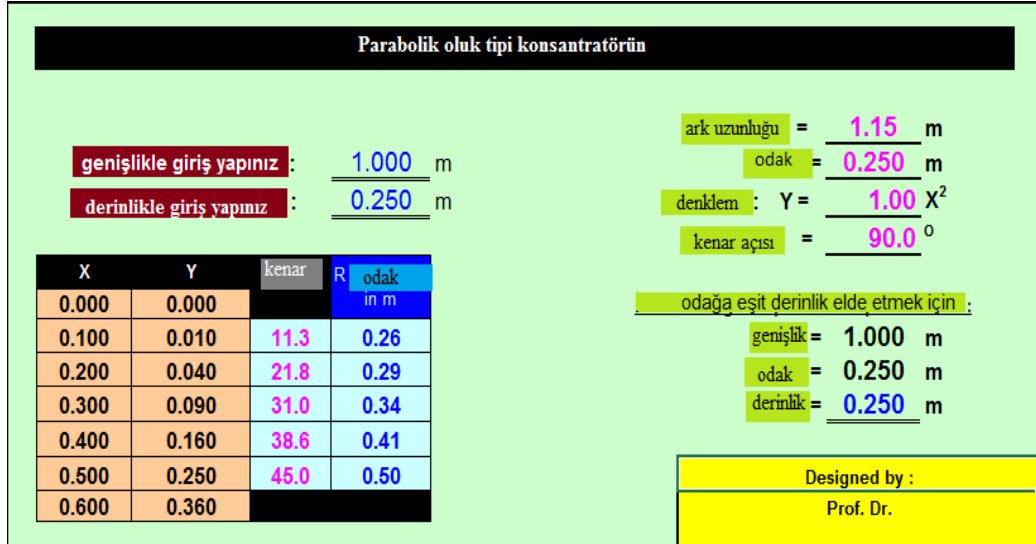 Parabolik oluk tipi konsantratörün
genişlikle giriş yapınız : 1.000 m
derinlikle giriş yapınız : 0.250 m
ark uzunluğu = 1.15 m
odak = 0.250 m
denklem : Y = 1.00 X²
kenar açısı = 90.0 o
X Y kenar R odak
in m
0.000 0.000
0.100 0.010 11.3 0.26
0.200 0.040 21.8 0.29
0.300 0.090 31.0 0.34
0.400 0.160 38.6 0.41
0.500 0.250 45.0 0.50
0.600 0.360
odağa eşit derinlik elde etmek için :
genişlik = 1.000 m
odak = 0.250 m
derinlik = 0.250 m
Designed by :
Prof. Dr.